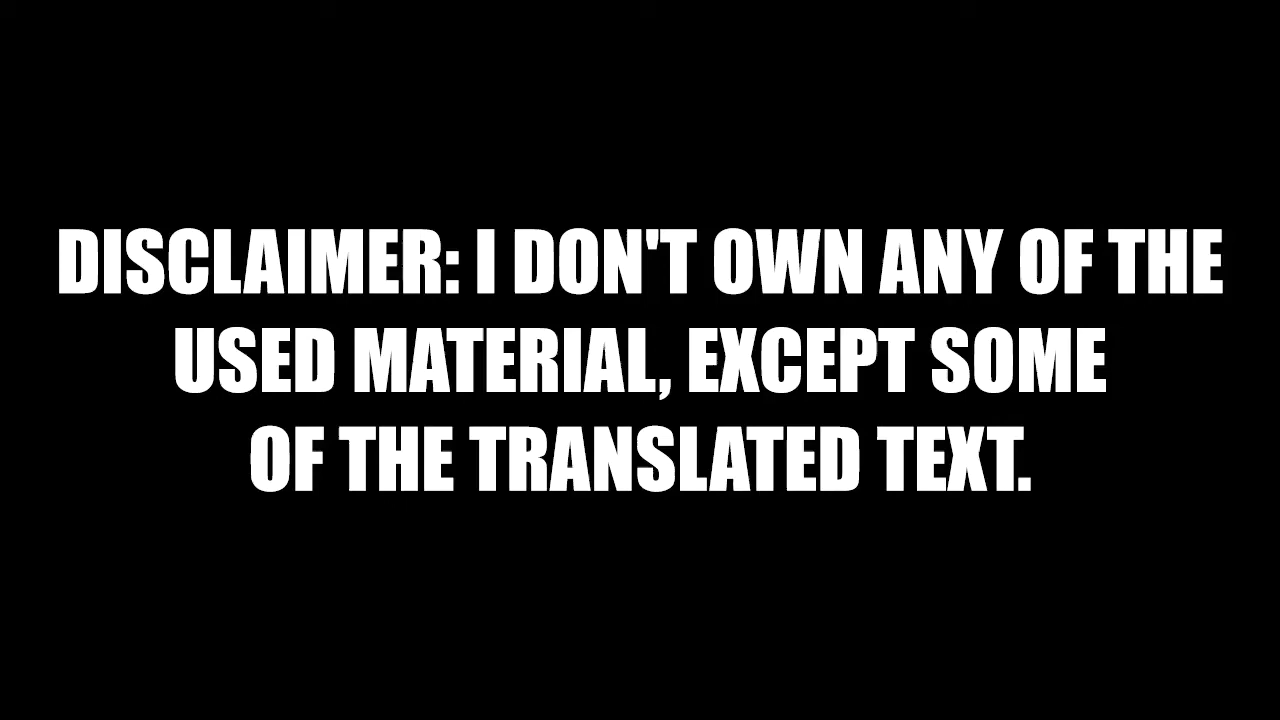 DISCLAIMER: I DON'T OWN ANY OF THE
USED MATERIAL, EXCEPT SOME
OF THE TRANSLATED TEXT.